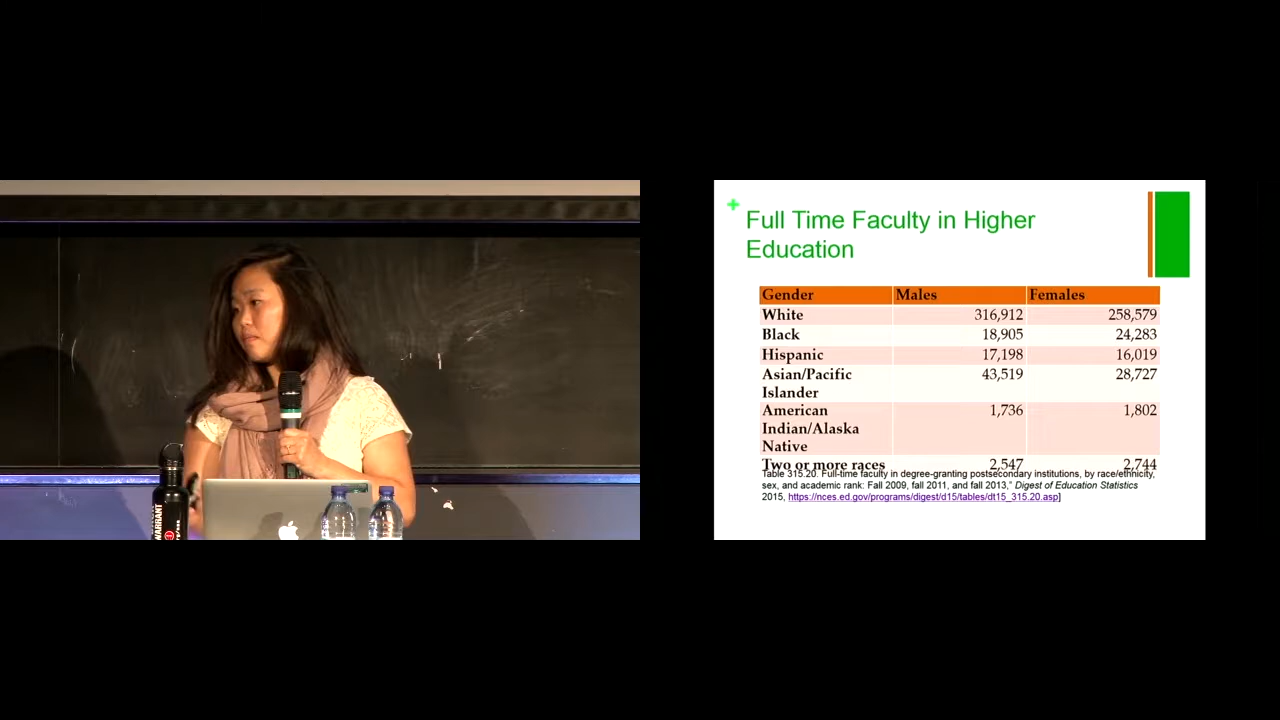 +
Full Time Faculty in Higher
Education
Gender Males Females
White 316,912 258,579
Black 18,905 24,283
Hispanic 17,198 16,019
Asian/Pacific 43,519 28,727
Islander
American 1,736 1,802
Indian/Alaska
Native
Two or more races 2,547 2,744
Table 315.20. Full-time faculty in degree-granting postsecondary institutions, by race/ethnicity,
sex, and academic rank: Fall 2009, fall 2011, and fall 2013," Digest of Education Statistics
2015, https://nces.ed.gov/programs/digest/d15/tables/dt15_315.20.asp]
WARRANT